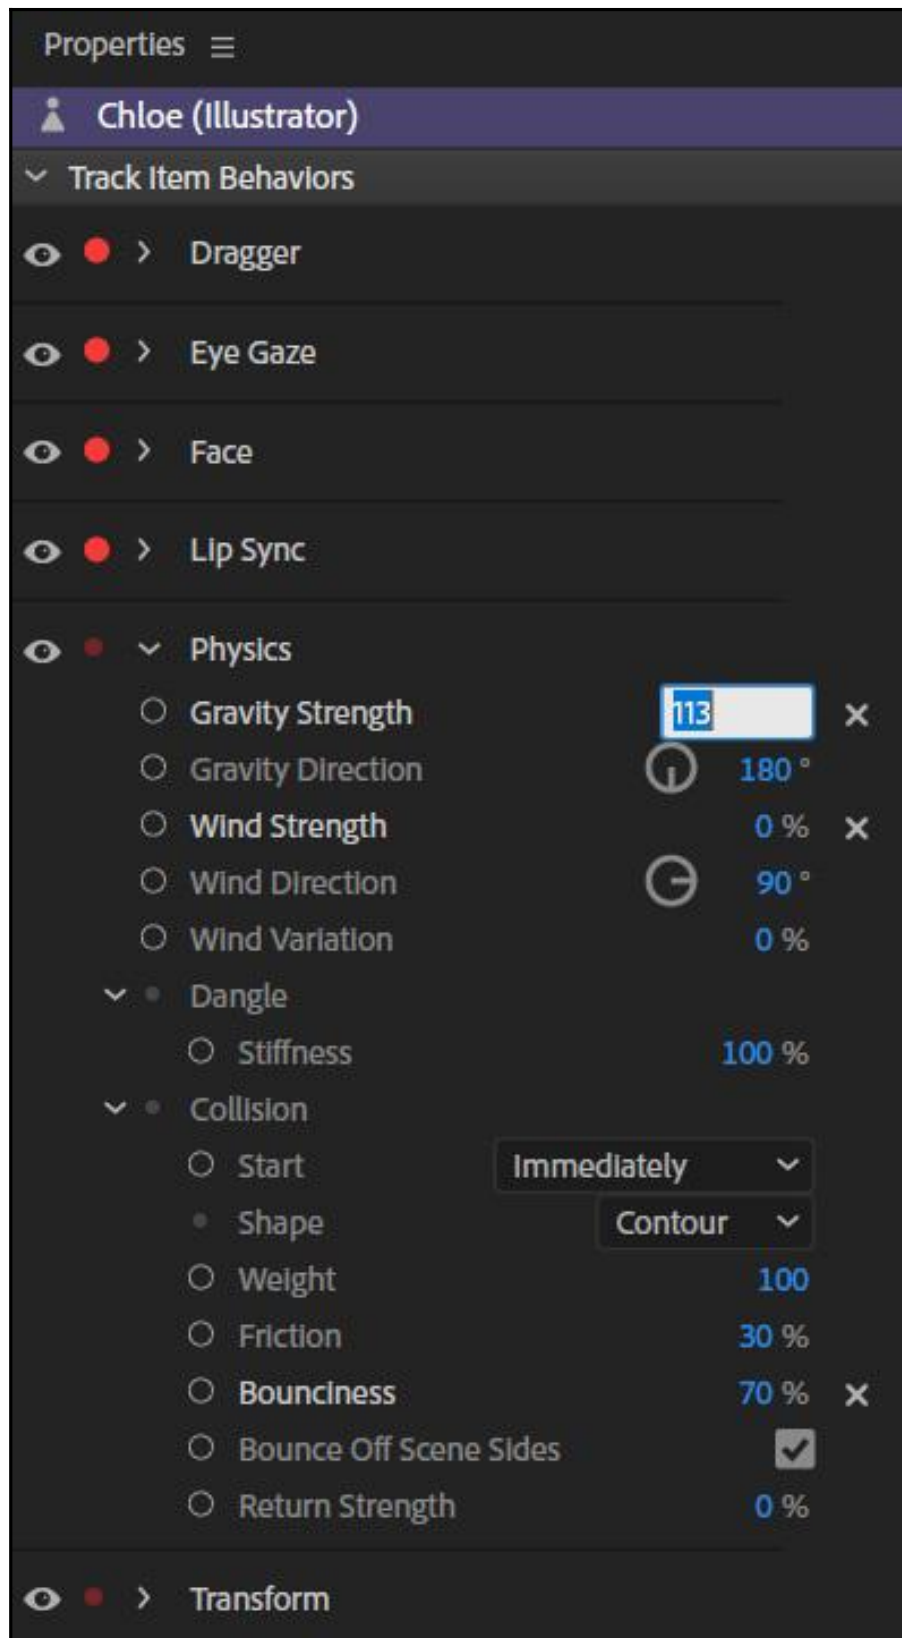 Properties
Chloe (Illustrator)
Track Item Behaviors
Dragger
Eye Gaze
Face
Lip Sync
Physics
Gravity Strength 113
Gravity Direction 180 °
Wind Strength 0 %
Wind Direction 90 °
Wind Variation 0 %
Dangle
Stiffness 100 %
Collision
Start Immediately
Shape Contour
Weight 100
Friction 30 %
Bounciness 70 %
Bounce Off Scene Sides
Return Strength 0 %
Transform